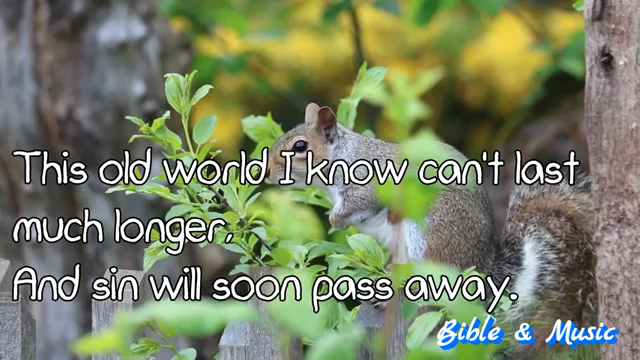 This old world I know can't last
much longer,
And sin will soon pass away.
Bible & Music